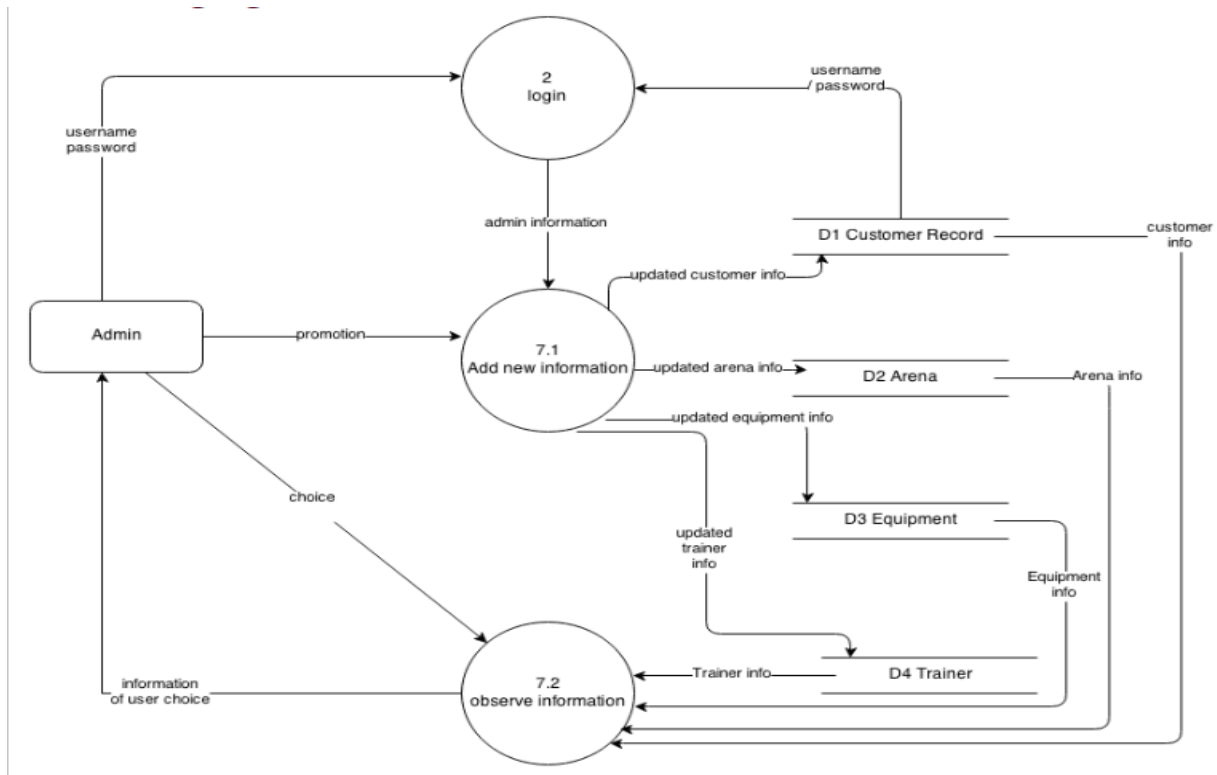 2
login
username
/ password
username
password
admin information
D1 Customer Record
customer
info
updated customer info
Admin
promotion
7.1
Add new information
updated arena info
D2 Arena
Arena info
updated equipment info
choice
D3 Equipment
updated
trainer
info
Equipment
info
7.2
observe information
Trainer info
D4 Trainer
information
of user choice